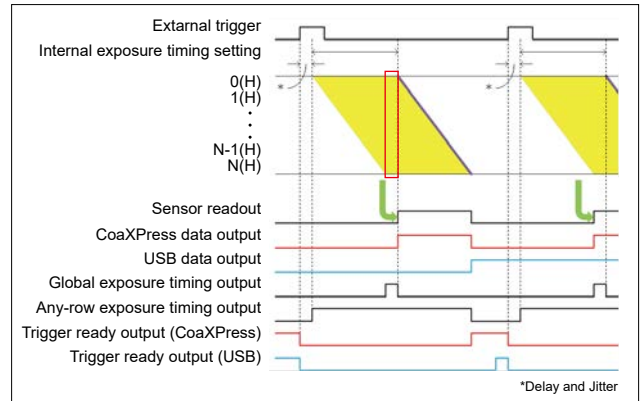 Extarnal trigger
Internal exposure timing setting
*
*
0(H)
1(H)
N-1(H)
N(H)
Sensor readout
CoaXPress data output
USB data output
Global exposure timing output
Any-row exposure timing output
Trigger ready output (CoaXPress)
Trigger ready output (USB)
*Delay and Jitter